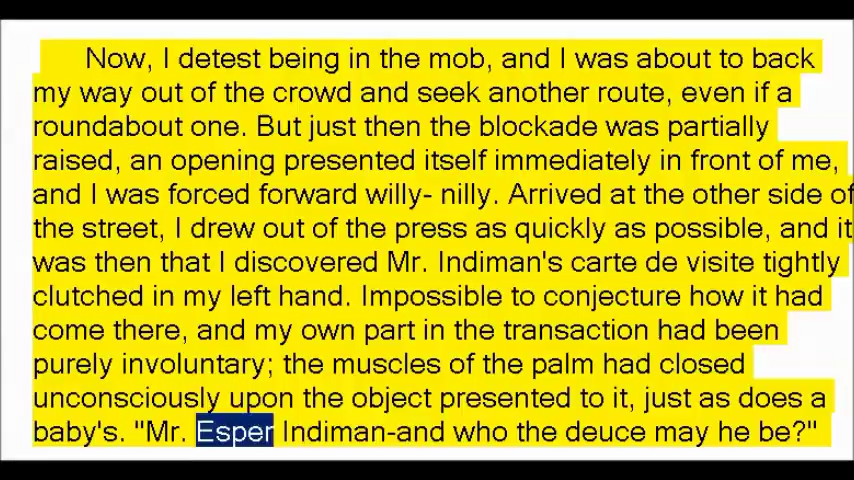 Now, I detest being in the mob, and I was about to back
my way out of the crowd and seek another route, even if a
roundabout one. But just then the blockade was partially
raised, an opening presented itself immediately in front of me,
and I was forced forward willy- nilly. Arrived at the other side of
the street, I drew out of the press as quickly as possible, and it
was then that I discovered Mr. Indiman's carte de visite tightly
clutched in my left hand. Impossible to conjecture how it had
come there, and my own part in the transaction had been
purely involuntary; the muscles of the palm had closed
unconsciously upon the object presented to it, just as does a
baby's. "Mr. Esper Indiman-and who the deuce may he be?"